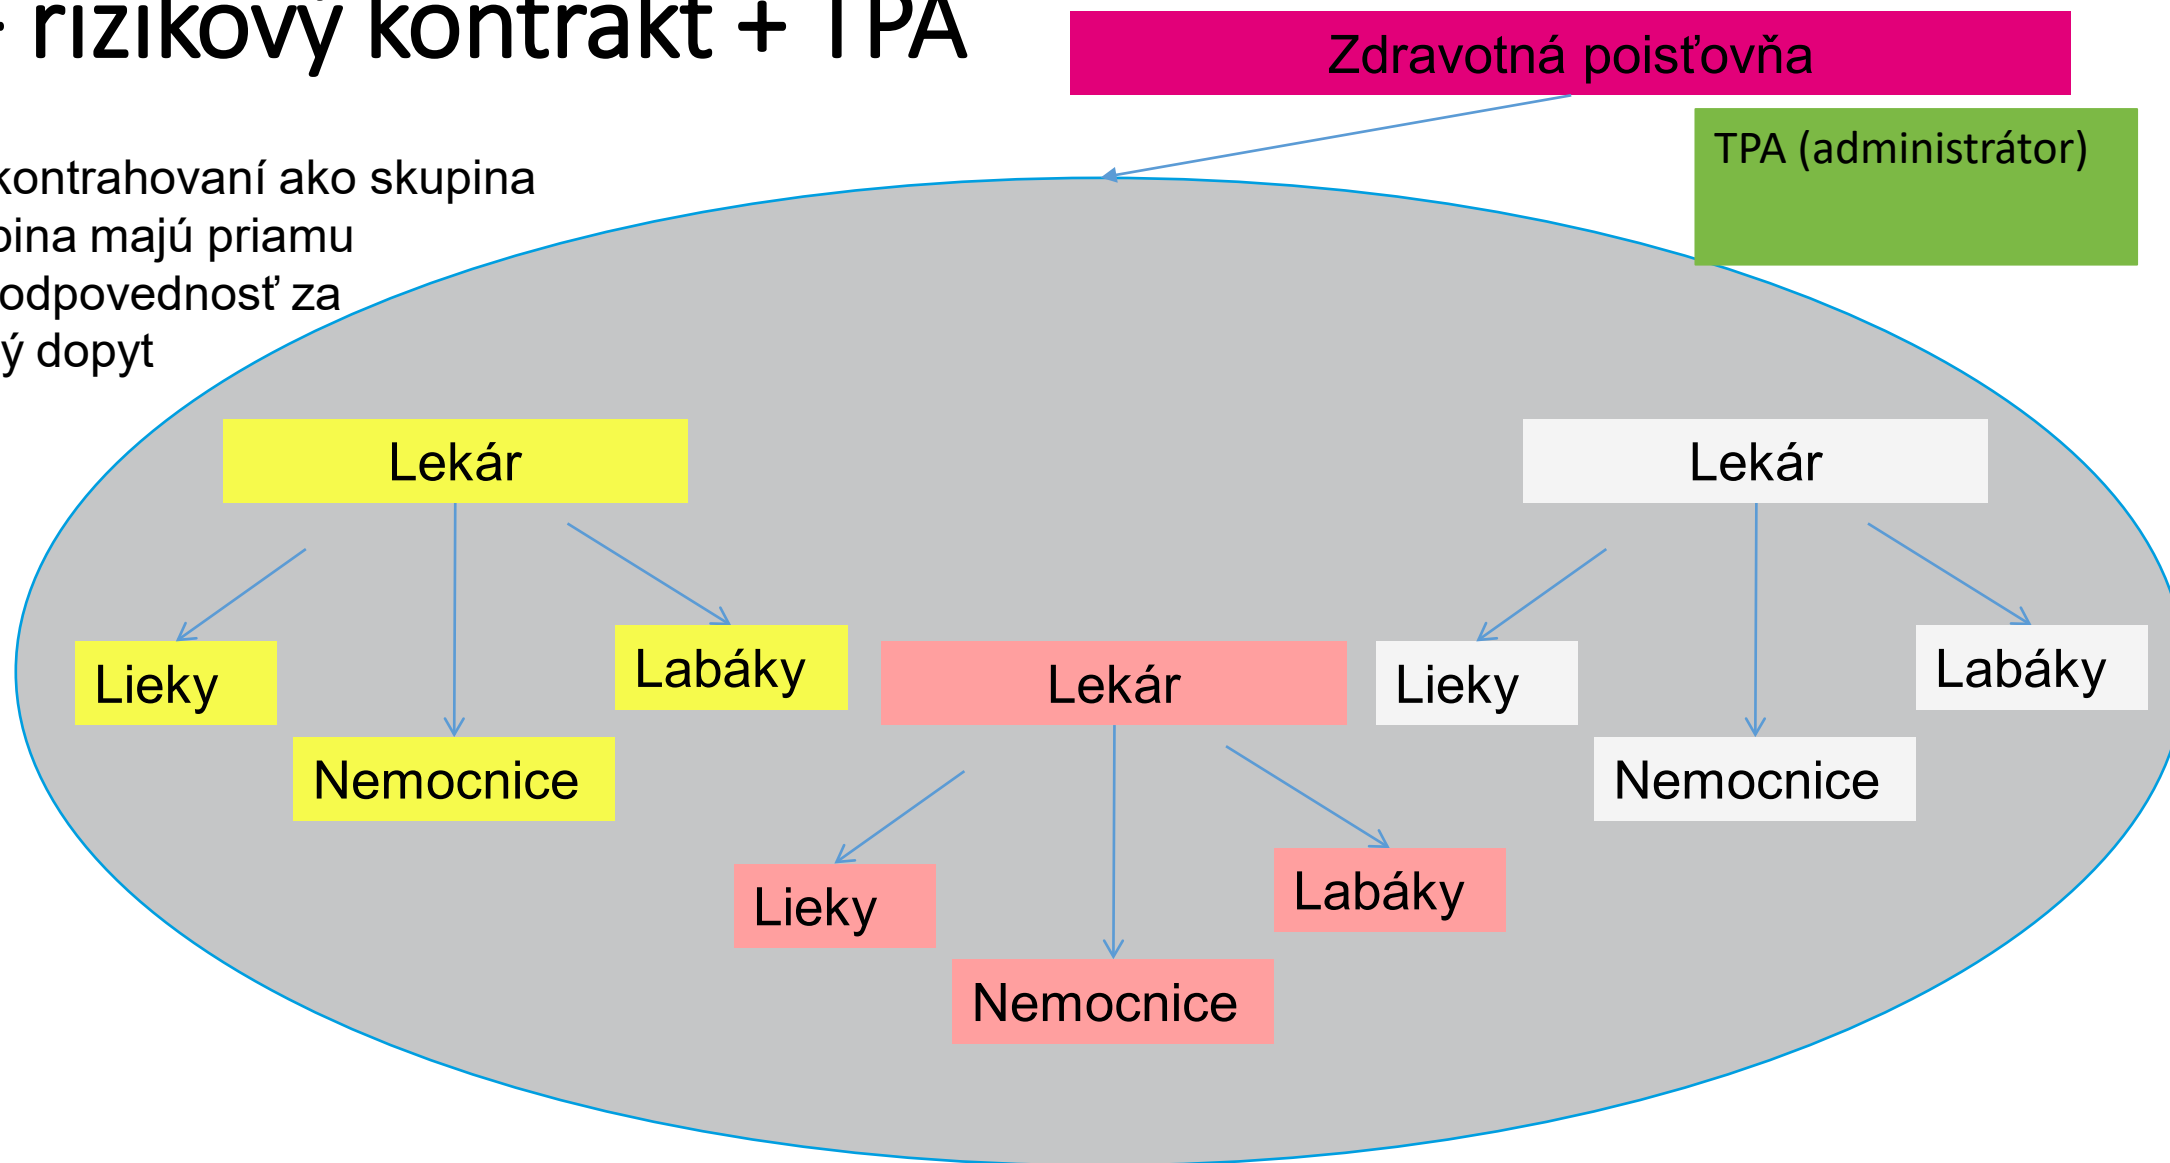 rizikový kontrakt + TPA
Zdravotná poisťovňa
TPA (administrátor)
kontrahovaní ako skupina
majú priamu
odpovednosť za
dopyt
Lekár
Lekár
Lieky
Labáky
Nemocnice
Lekár
Lieky
Labáky
Nemocnice
Lieky
Labáky
Nemocnice